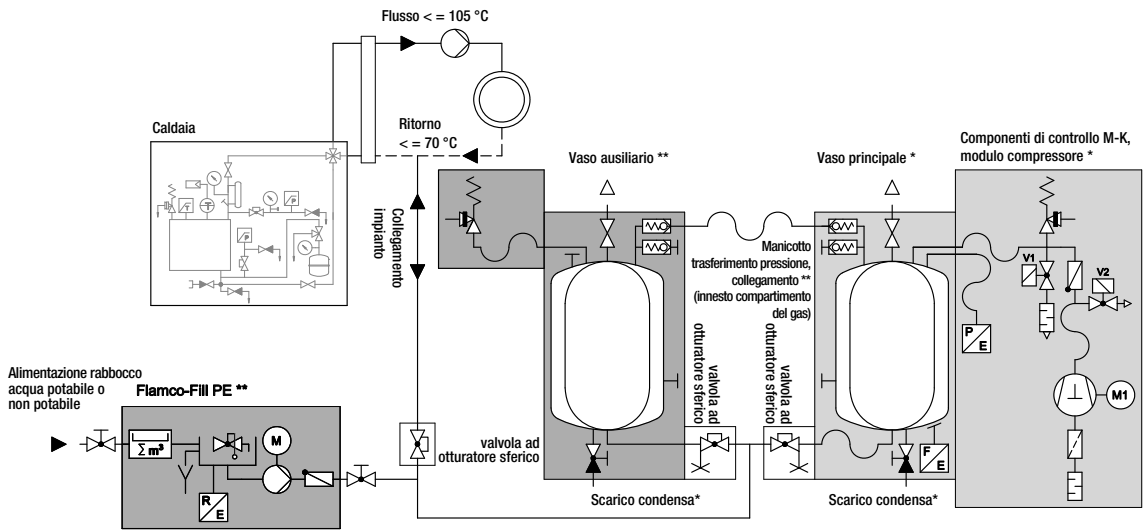 Flusso < = 105 °C
Caldaia
Ritorno
< = 70 °C
Collegamento
impianto
Vaso ausiliario **
Vaso principale *
Componenti di controllo M-K,
modulo compressore *
Manicotto
trasferimento pressione,
collegamento **
(innesto compartimento
del gas)
V1
V2
P
E
M1
valvola ad
otturatore sferico
valvola ad
otturatore sferico
F
E
Scarico condensa*
Scarico condensa*
Alimentazione rabbocco
acqua potabile o
non potabile
Flamco-Fill PE **
∑ m³
M
R
E
valvola ad
otturatore sferico